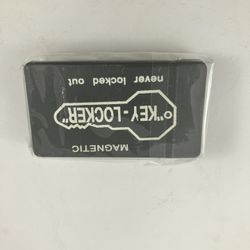 MAGNETIC
"KEY-LOCKER"
never locked out